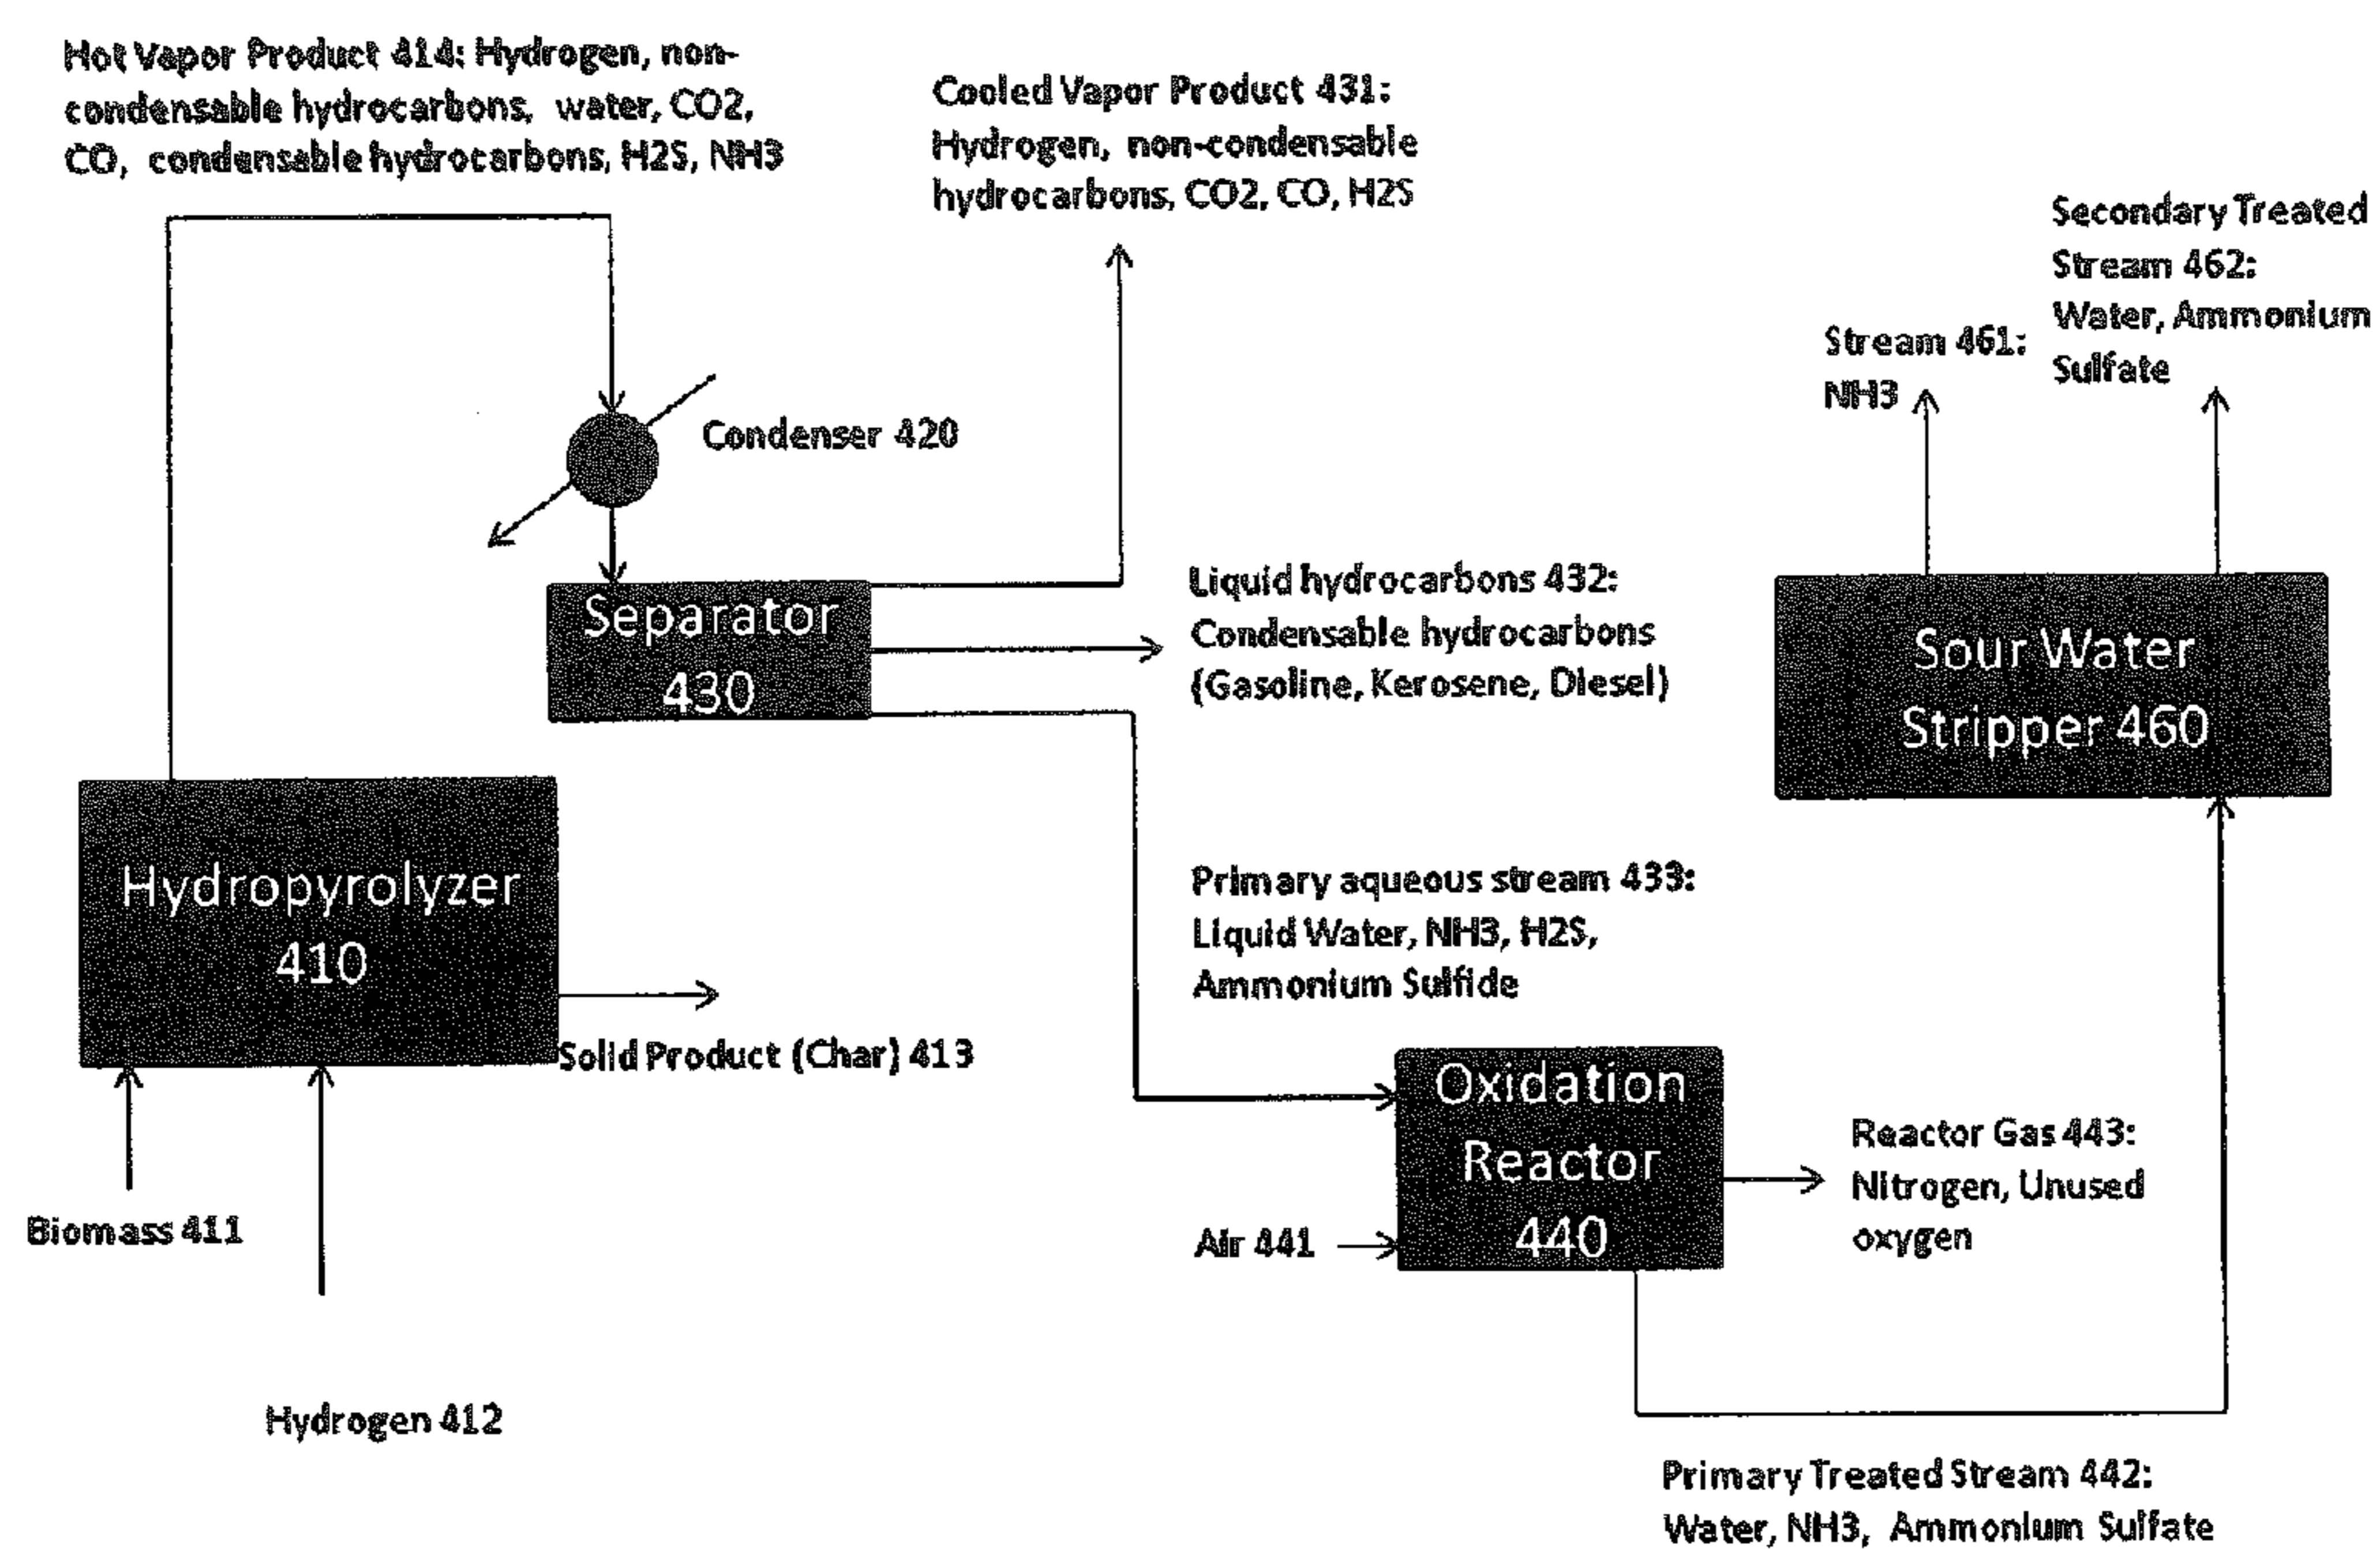 Hot Vapor Product 414: Hydrogen, non-
condensable hydrocarbons, water, CO2,
CO, condensable hydrocarbons, H2S, NH3
Cooled Vapor Product 431:
Hydrogen, non-condensable
hydrocarbons, CO2, CO, H2S
Secondary Treated
Stream 462:
Water, Ammonium
Sulfate
Stream 461:
NH3
Condenser 420
Separator
430
Liquid hydrocarbons 432:
Condensable hydrocarbons
(Gasoline, Kerosene, Diesel)
Sour Water
Stripper 460
Hydropyrolyzer
410
Primary aqueous stream 433:
Liquid Water, NH3, H2S,
Ammonium Sulfide
Solid Product (Char) 413
Oxidation
Reactor
440
Reactor Gas 443:
Nitrogen, Unused
oxygen
Biomass 411
Air 441
Hydrogen 412
Primary Treated Stream 442:
Water, NH3, Ammonium Sulfate